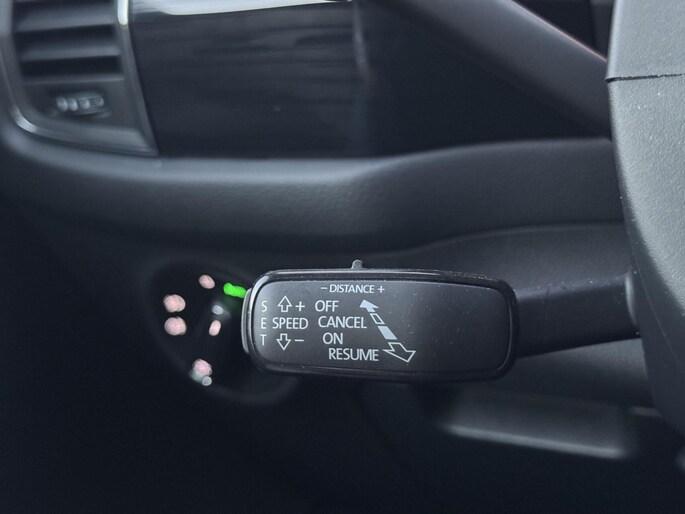 − DISTANCE +
S + OFF
E SPEED CANCEL
T − ON
RESUME